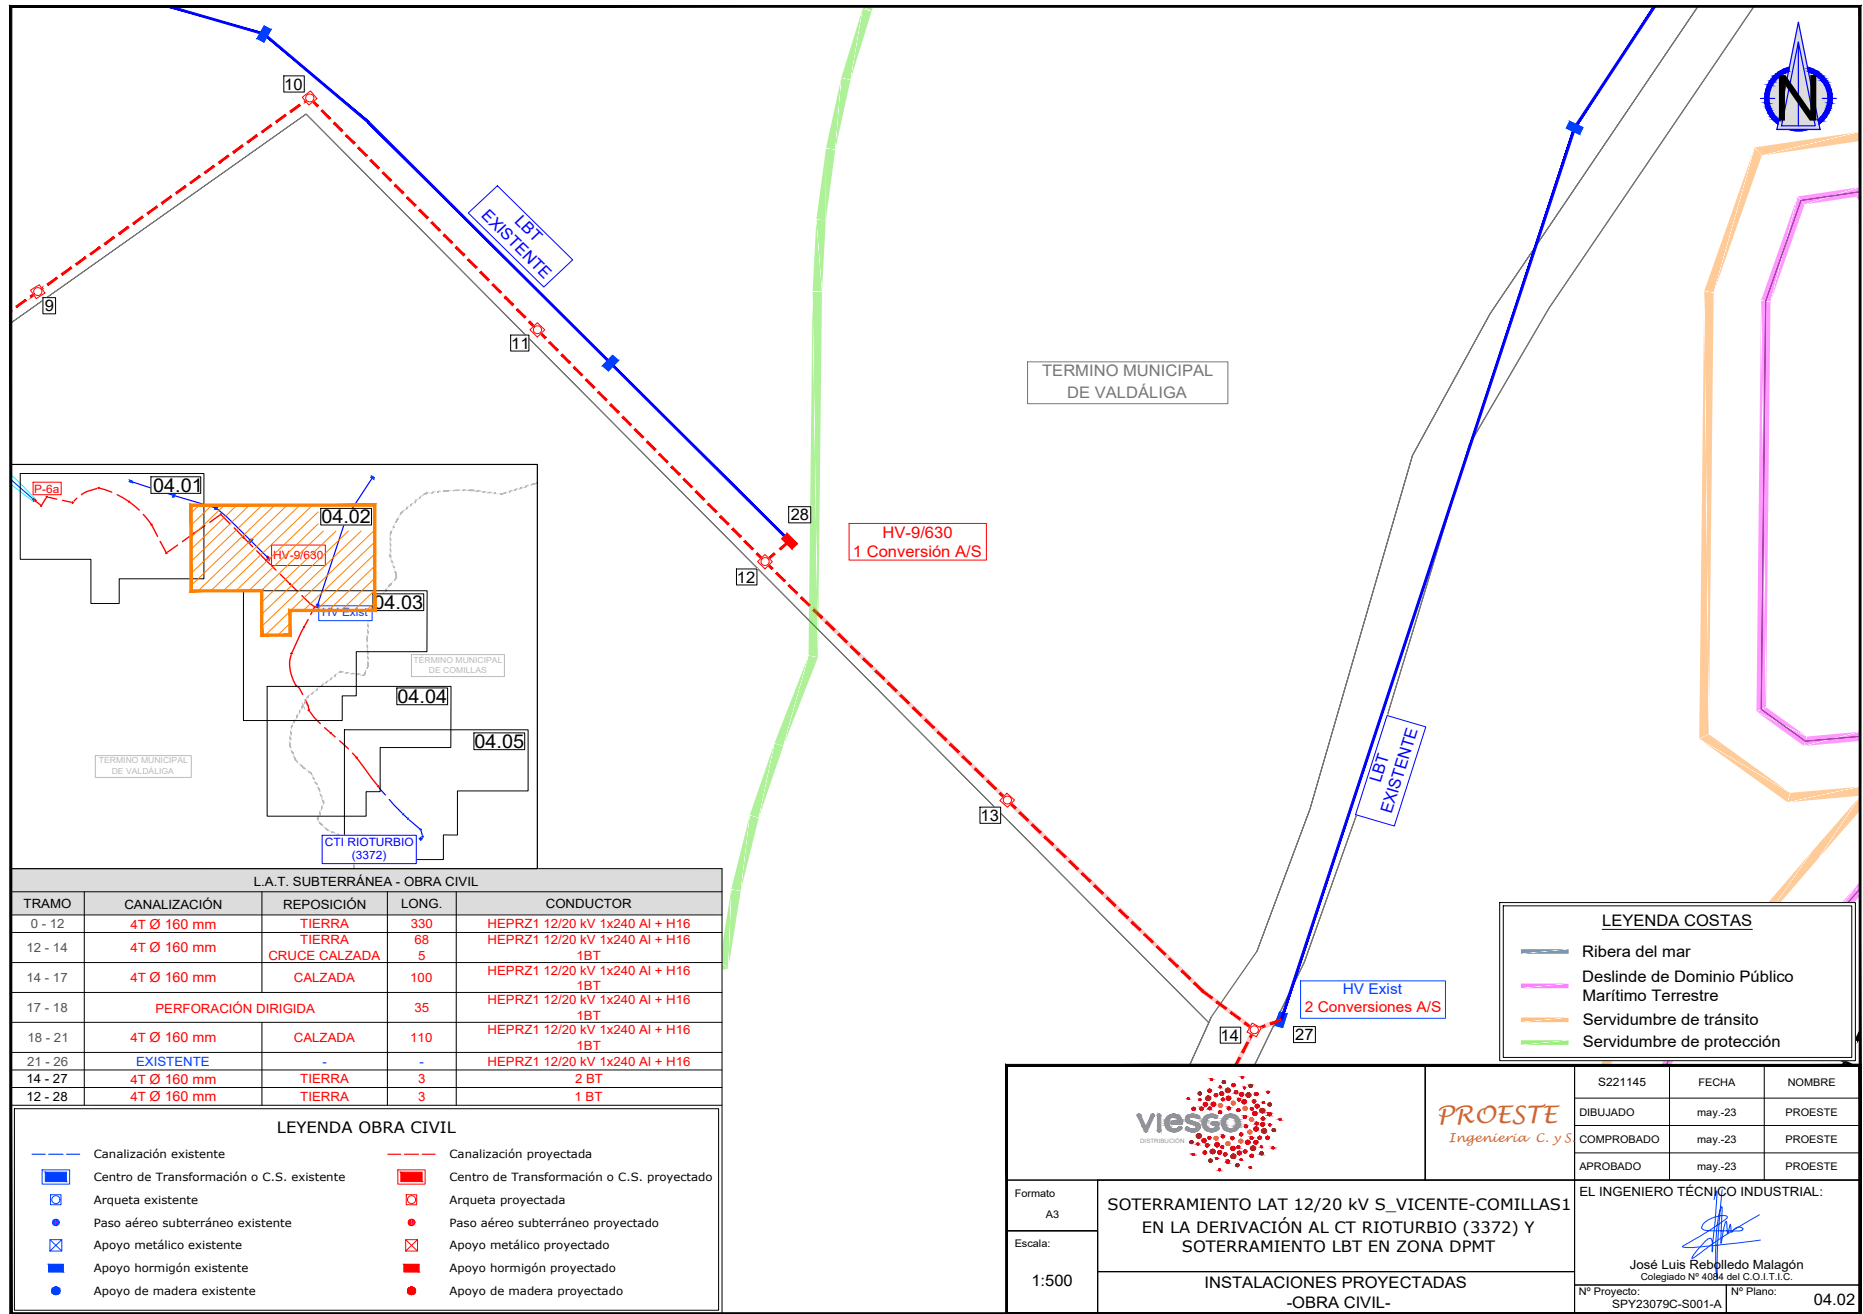 10
N
LBT
EXISTENTE
9
11
TERMINO MUNICIPAL
DE VALDÁLIGA
28
HV-9/630
1 Conversión A/S
12
13
LBT
EXISTENTE
HV Exist
2 Conversiones A/S
14
27
P-6a
04.01
04.02
HV-9/630
HV Exist
04.03
TÉRMINO MUNICIPAL
DE COMILLAS
04.04
04.05
TERMINO MUNICIPAL
DE VALDÁLIGA
CTI RIOTURBIO
(3372)
L.A.T. SUBTERRÁNEA - OBRA CIVIL
TRAMO CANALIZACIÓN REPOSICIÓN LONG. CONDUCTOR
0 - 12 4T Ø 160 mm TIERRA 330 HEPRZ1 12/20 kV 1x240 Al + H16
12 - 14 4T Ø 160 mm TIERRA 68 HEPRZ1 12/20 kV 1x240 Al + H16
CRUCE CALZADA 5 1BT
14 - 17 4T Ø 160 mm CALZADA 100 HEPRZ1 12/20 kV 1x240 Al + H16
1BT
17 - 18 PERFORACIÓN DIRIGIDA 35 HEPRZ1 12/20 kV 1x240 Al + H16
1BT
18 - 21 4T Ø 160 mm CALZADA 110 HEPRZ1 12/20 kV 1x240 Al + H16
1BT
21 - 26 EXISTENTE - - HEPRZ1 12/20 kV 1x240 Al + H16
14 - 27 4T Ø 160 mm TIERRA 3 2 BT
12 - 28 4T Ø 160 mm TIERRA 3 1 BT
LEYENDA OBRA CIVIL
Canalización existente
Centro de Transformación o C.S. existente
Arqueta existente
Paso aéreo subterráneo existente
Apoyo metálico existente
Apoyo hormigón existente
Apoyo de madera existente
Canalización proyectada
Centro de Transformación o C.S. proyectado
Arqueta proyectada
Paso aéreo subterráneo proyectado
Apoyo metálico proyectado
Apoyo hormigón proyectado
Apoyo de madera proyectado
LEYENDA COSTAS
Ribera del mar
Deslinde de Dominio Público
Marítimo Terrestre
Servidumbre de tránsito
Servidumbre de protección
viesgo
DISTRIBUCIÓN
PROESTE
Ingeniería C. y S.
S221145 FECHA NOMBRE
DIBUJADO may.-23 PROESTE
COMPROBADO may.-23 PROESTE
APROBADO may.-23 PROESTE
Formato
A3
Escala:
1:500
SOTERRAMIENTO LAT 12/20 kV S_VICENTE-COMILLAS1
EN LA DERIVACIÓN AL CT RIOTURBIO (3372) Y
SOTERRAMIENTO LBT EN ZONA DPMT
INSTALACIONES PROYECTADAS
-OBRA CIVIL-
EL INGENIERO TÉCNICO INDUSTRIAL:
José Luis Rebolledo Malagón
Colegiado Nº 4084 del C.O.I.T.I.C.
Nº Proyecto:
SPY23079C-S001-A
Nº Plano:
04.02